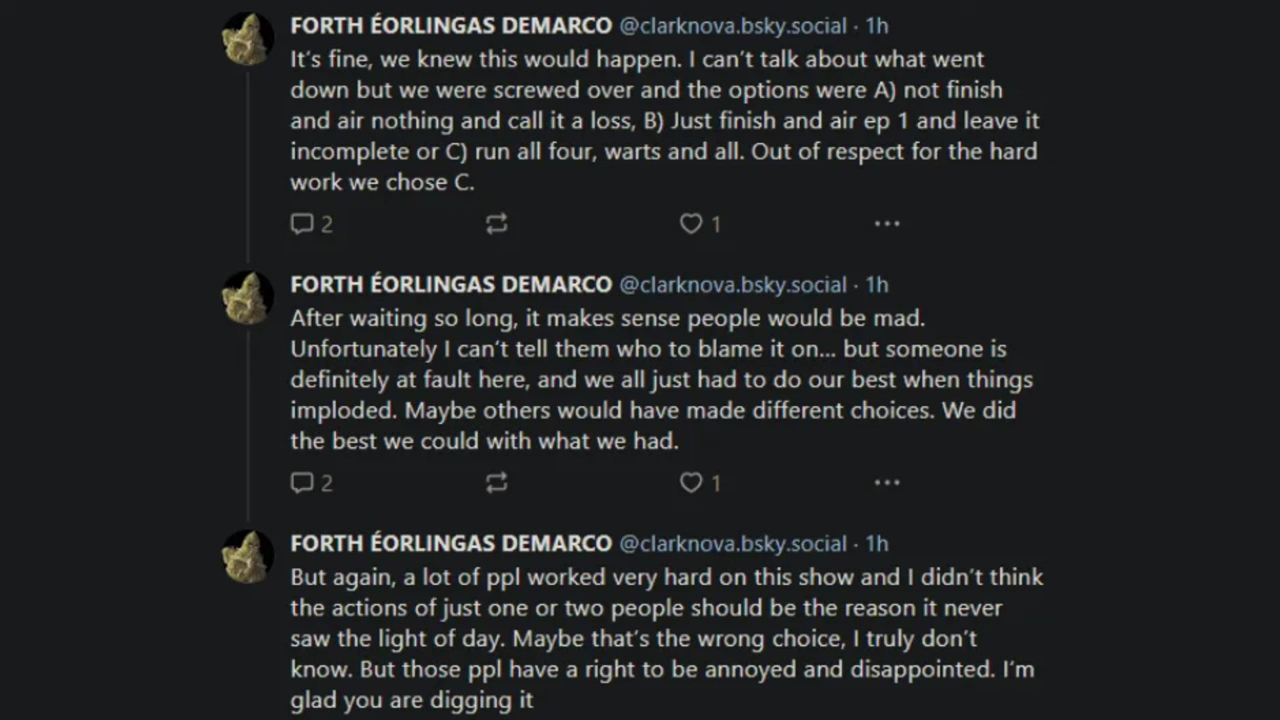 FORTH ÉORLINGAS DEMARCO @clarknova.bsky.social · 1h
It's fine, we knew this would happen. I can't talk about what went
down but we were screwed over and the options were A) not finish
and air nothing and call it a loss, B) Just finish and air ep 1 and leave it
incomplete or C) run all four, warts and all. Out of respect for the hard
work we chose C.
2 1 ...
FORTH ÉORLINGAS DEMARCO @clarknova.bsky.social · 1h
After waiting so long, it makes sense people would be mad.
Unfortunately I can't tell them who to blame it on... but someone is
definitely at fault here, and we all just had to do our best when things
imploded. Maybe others would have made different choices. We did
the best we could with what we had.
2 1 ...
FORTH ÉORLINGAS DEMARCO @clarknova.bsky.social · 1h
But again, a lot of ppl worked very hard on this show and I didn't think
the actions of just one or two people should be the reason it never
saw the light of day. Maybe that's the wrong choice, I truly don't
know. But those ppl have a right to be annoyed and disappointed. I'm
glad you are digging it